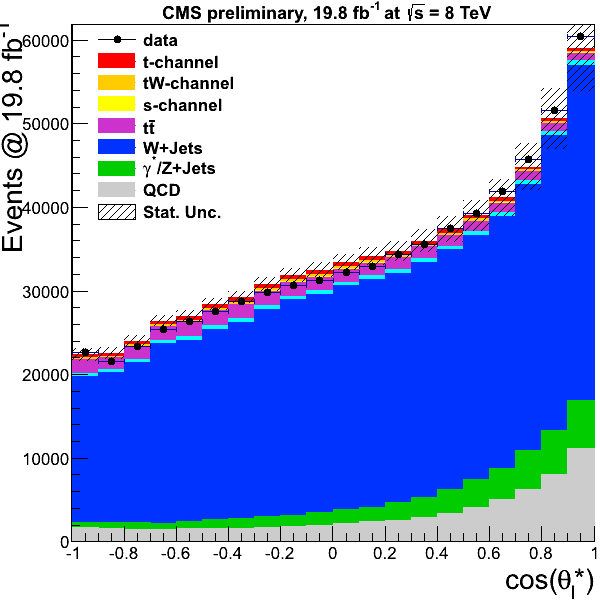 CMS preliminary, 19.8 fb⁻¹ at √s = 8 TeV
Events @ 19.8 fb⁻¹
60000
50000
40000
30000
20000
10000
0
data
t-channel
tW-channel
s-channel
tt̄
W+Jets
γ*/Z+Jets
QCD
Stat. Unc.
-1 -0.8 -0.6 -0.4 -0.2 0 0.2 0.4 0.6 0.8 1
cos(θₗ*)